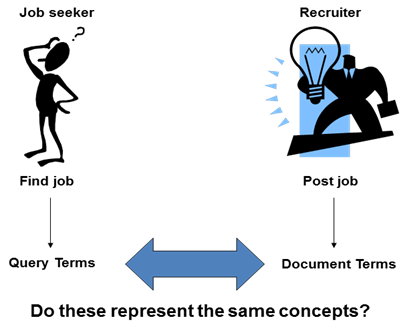 Job seeker
Recruiter
?
Find job
Post job
Query Terms
Document Terms
Do these represent the same concepts?